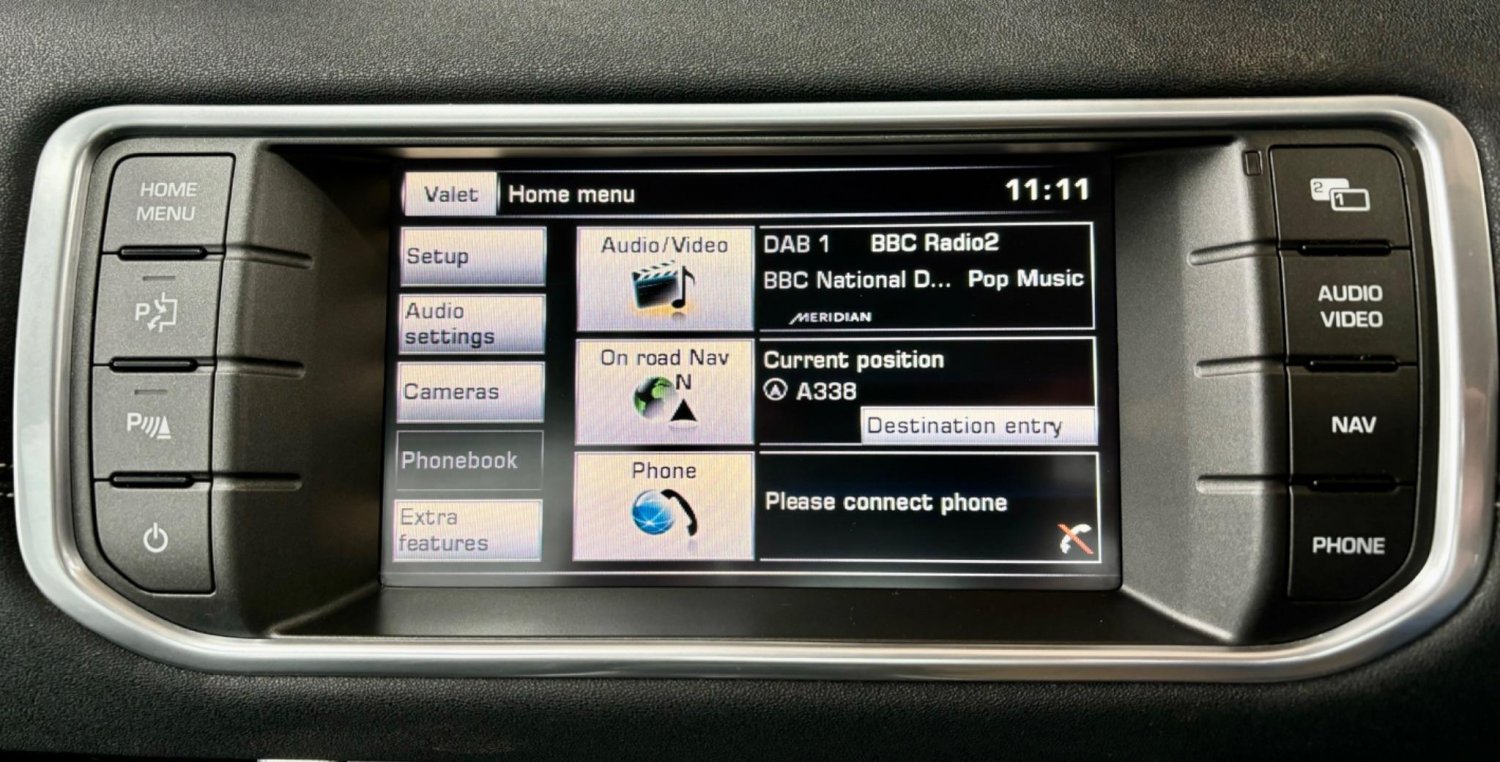 HOME
MENU
P
P
Valet
Home menu
11:11
Setup
Audio
settings
Cameras
Phonebook
Extra
features
Audio/Video
On road Nav
N
Phone
DAB 1 BBC Radio2
BBC National D... Pop Music
MERIDIAN
Current position
A338
Destination entry
Please connect phone
2
1
AUDIO
VIDEO
NAV
PHONE